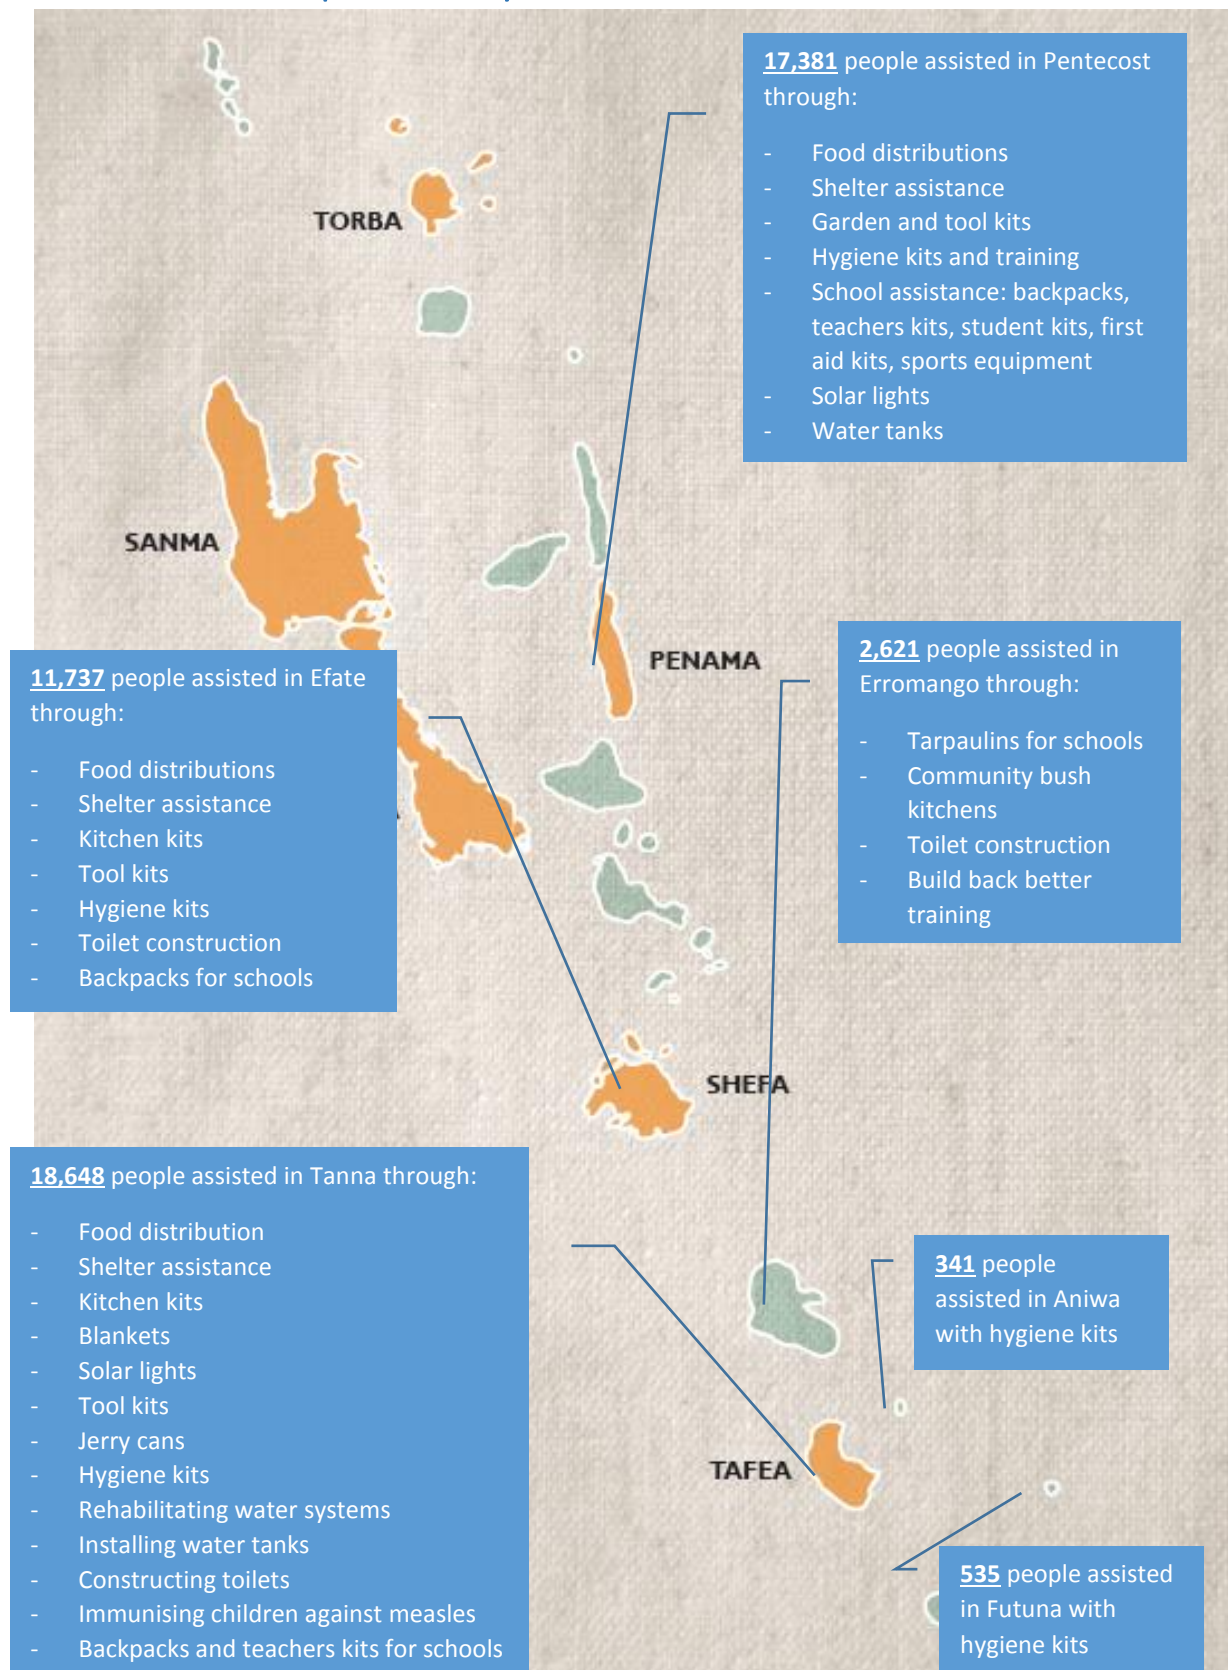 17,381 people assisted in Pentecost
through:
- Food distributions
- Shelter assistance
- Garden and tool kits
- Hygiene kits and training
- School assistance: backpacks,
teachers kits, student kits, first
aid kits, sports equipment
- Solar lights
- Water tanks
TORBA
SANMA
PENAMA
11,737 people assisted in Efate
through:
- Food distributions
- Shelter assistance
- Kitchen kits
- Tool kits
- Hygiene kits
- Toilet construction
- Backpacks for schools
2,621 people assisted in
Erromango through:
- Tarpaulins for schools
- Community bush
kitchens
- Toilet construction
- Build back better
training
SHEFA
18,648 people assisted in Tanna through:
- Food distribution
- Shelter assistance
- Kitchen kits
- Blankets
- Solar lights
- Tool kits
- Jerry cans
- Hygiene kits
- Rehabilitating water systems
- Installing water tanks
- Constructing toilets
- Immunising children against measles
- Backpacks and teachers kits for schools
341 people
assisted in Aniwa
with hygiene kits
TAFEA
535 people assisted
in Futuna with
hygiene kits